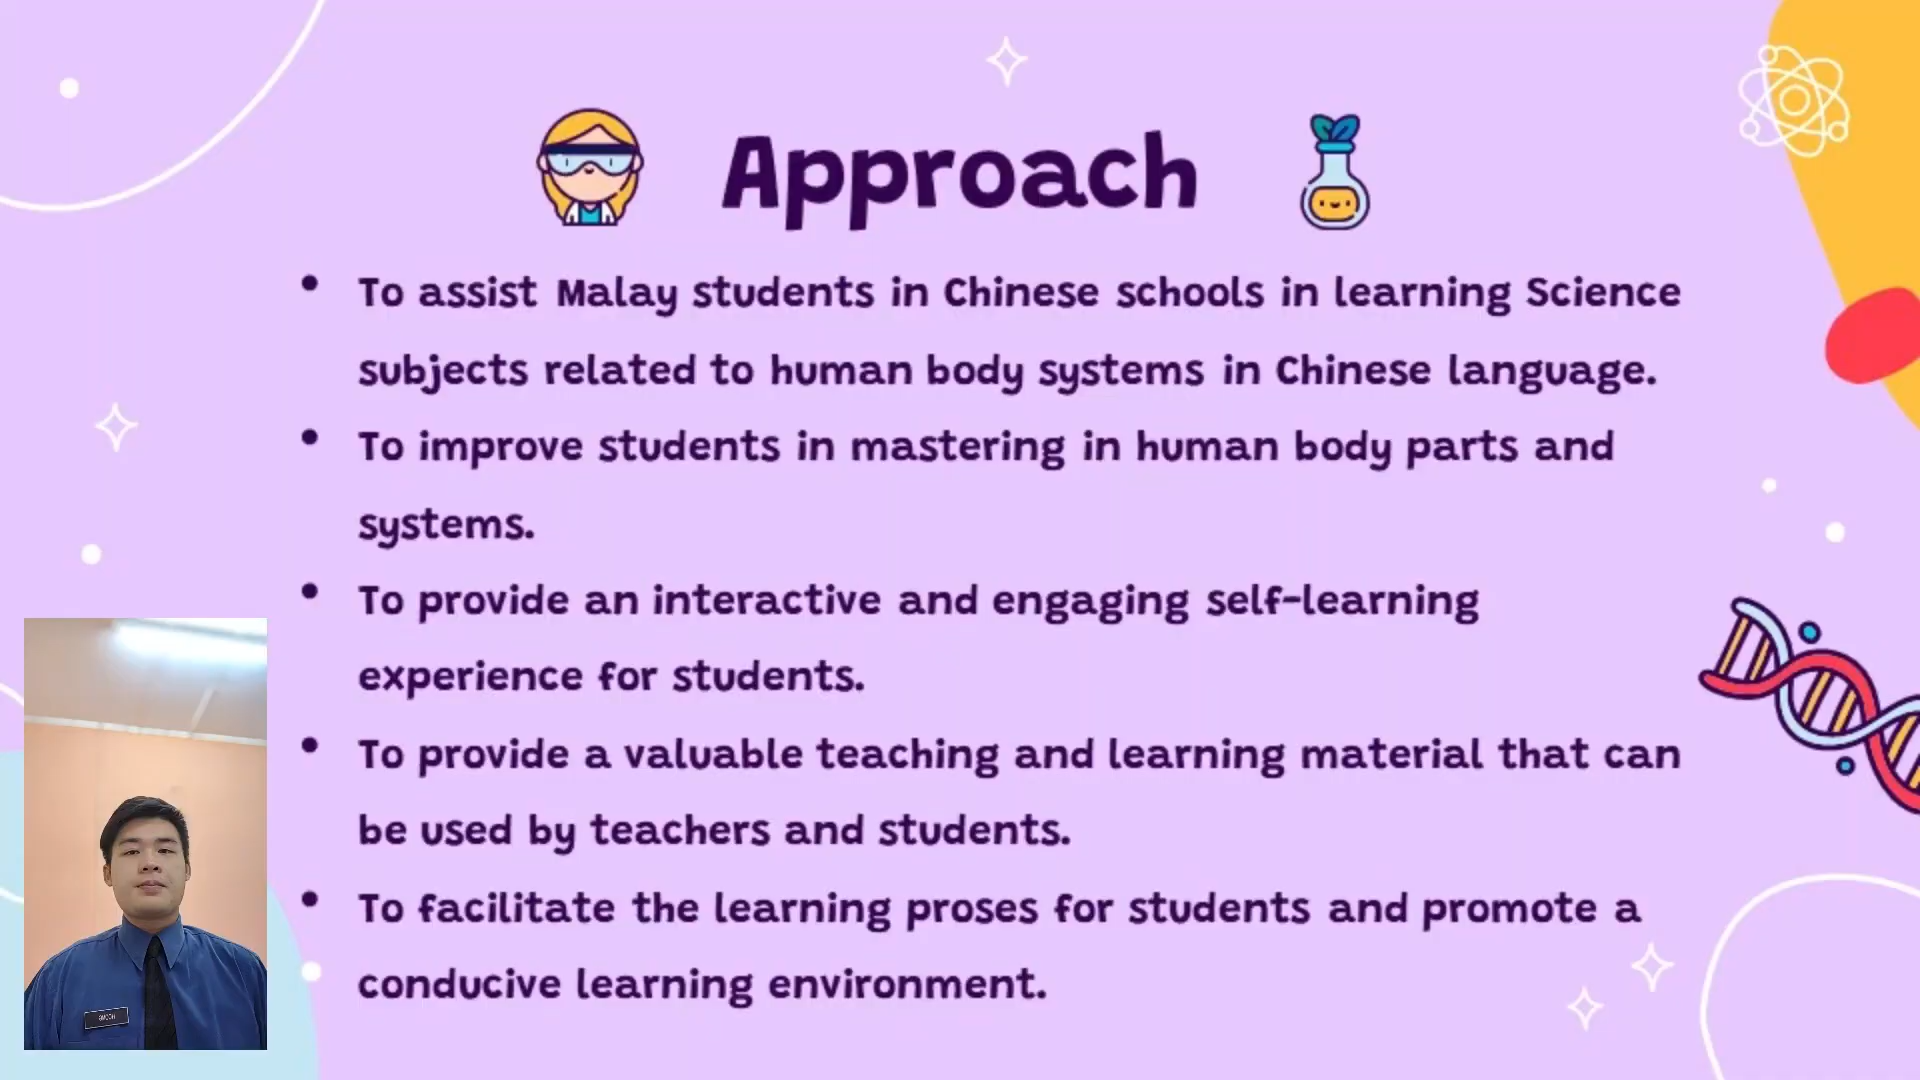 Approach
• To assist Malay students in Chinese schools in learning Science
subjects related to human body systems in Chinese language.
• To improve students in mastering in human body parts and
systems.
• To provide an interactive and engaging self-learning
experience for students.
• To provide a valuable teaching and learning material that can
be used by teachers and students.
• To facilitate the learning proses for students and promote a
conducive learning environment.